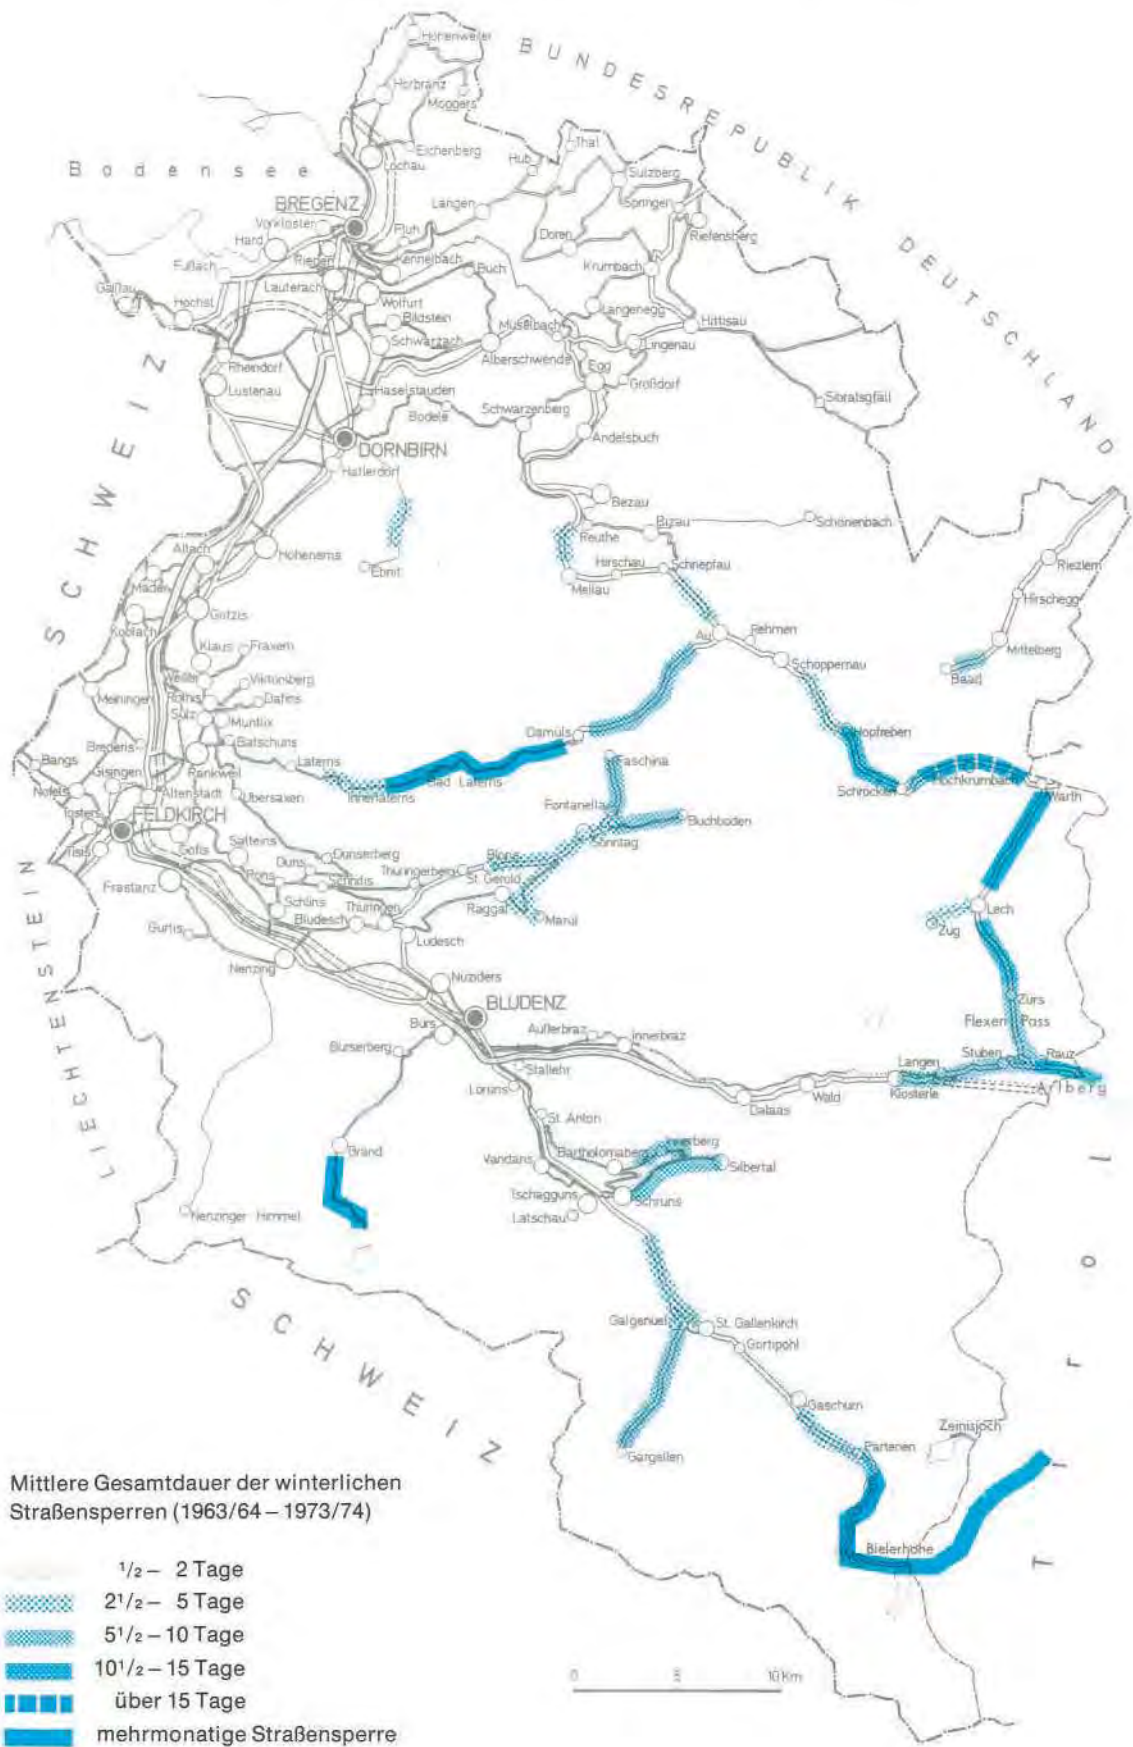 BUNDESREPUBLIK DEUTSCHLAND
Hohenweiler
Hörbranz
Möggers
Eichenberg
Lochau
Bodensee
Hub
Thal
Sulzberg
Langen
Springen
Riefensberg
BREGENZ
Vorkloster
Fluh
Doren
Hard
Rieden
Kennelbach
Buch
Krumbach
Fußach
Lauterach
Gaißau
Höchst
Wolfurt
Bildstein
Langenegg
Müselbach
Hittisau
Schwarzach
Alberschwende
Lingenau
Rheindorf
Egg
Großdorf
Lustenau
Haselstauden
Bödele
Schwarzenberg
Sibratsgfäll
SCHWEIZ
DORNBIRN
Andelsbuch
Hatlerdorf
Bezau
Reuthe
Bizau
Schönenbach
Altach
Hohenems
Ebnit
Hirschau
Schnepfau
Mellau
Riezlern
Mäder
Hirschegg
Koblach
Götzis
Au
Rehmen
Mittelberg
Klaus
Fraxern
Schoppernau
Baad
Weiler
Viktorsberg
Meiningen
Röthis
Dafins
Sulz
Muntlix
Damüls
Hopfreben
Brederis
Batschuns
Bangs
Laterns
Faschina
Gisingen
Rankweil
Bad Laterns
Hochkrumbach
Nofels
Altenstadt
Übersaxen
Innerlaterns
Schröcken
Warth
Fontanella
Buchboden
Tosters
FELDKIRCH
Tisis
Göfis
Satteins
Sonntag
Dünserberg
Düns
Blons
Röns
Schnifis
Thüringerberg
St. Gerold
Frastanz
Schlins
Thüringen
Raggal
Lech
Gurtis
Bludesch
Marul
Zug
Ludesch
LIECHTENSTEIN
Nenzing
Nüziders
Zürs
BLUDENZ
Flexen Pass
Bürs
Außerbraz
Innerbraz
Bürserberg
Stuben
Rauz
Langen
Stallehr
Klösterle
Arlberg
Lorüns
Wald
Dalaas
St. Anton
Brand
Bartholomäberg
Innerberg
Vandans
Silbertal
Tschagguns
Schruns
Nenzinger Himmel
Latschau
Tirol
SCHWEIZ
Galgenuel
St. Gallenkirch
Gortipohl
Gaschurn
Zeinisjoch
Gargellen
Partenen
Bielerhöhe
Mittlere Gesamtdauer der winterlichen
Straßensperren (1963/64 – 1973/74)
1/2 – 2 Tage
2 1/2 – 5 Tage
5 1/2 – 10 Tage
10 1/2 – 15 Tage
über 15 Tage
mehrmonatige Straßensperre
0 5 10 Km